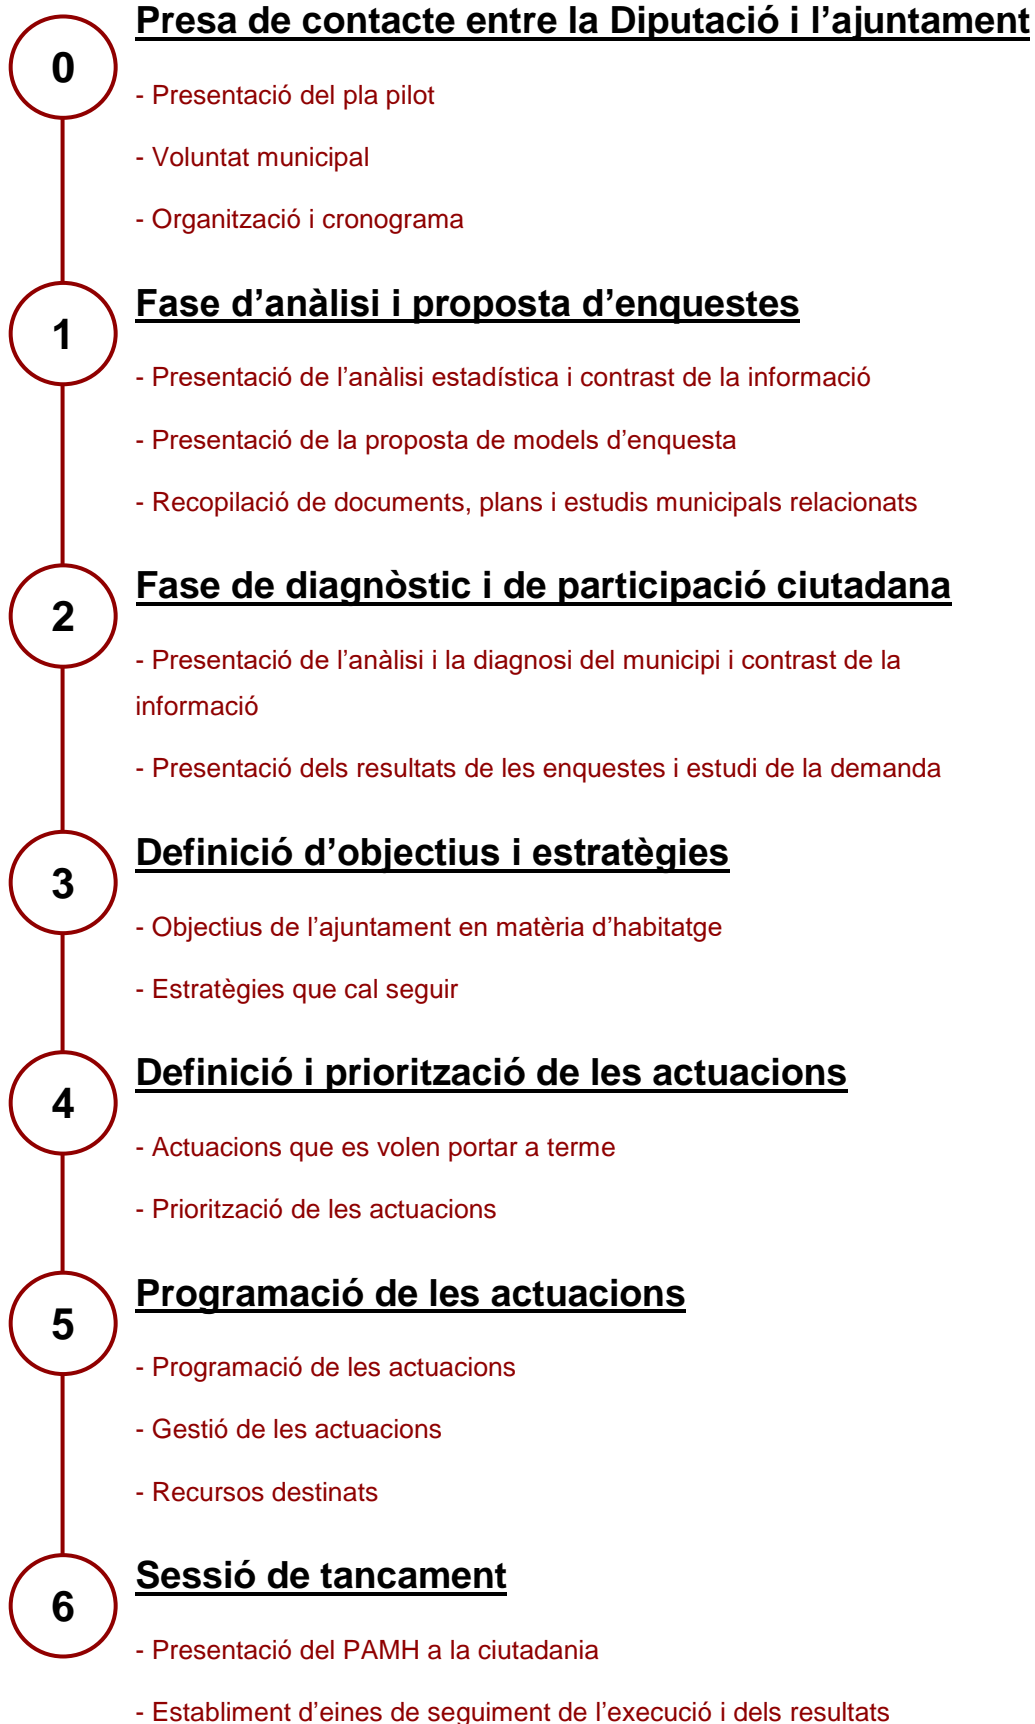 0
Presa de contacte entre la Diputació i l’ajuntament
- Presentació del pla pilot
- Voluntat municipal
- Organització i cronograma
1
Fase d’anàlisi i proposta d’enquestes
- Presentació de l’anàlisi estadística i contrast de la informació
- Presentació de la proposta de models d’enquesta
- Recopilació de documents, plans i estudis municipals relacionats
2
Fase de diagnòstic i de participació ciutadana
- Presentació de l’anàlisi i la diagnosi del municipi i contrast de la
informació
- Presentació dels resultats de les enquestes i estudi de la demanda
3
Definició d’objectius i estratègies
- Objectius de l’ajuntament en matèria d’habitatge
- Estratègies que cal seguir
4
Definició i priorització de les actuacions
- Actuacions que es volen portar a terme
- Priorització de les actuacions
5
Programació de les actuacions
- Programació de les actuacions
- Gestió de les actuacions
- Recursos destinats
6
Sessió de tancament
- Presentació del PAMH a la ciutadania
- Establiment d’eines de seguiment de l’execució i dels resultats